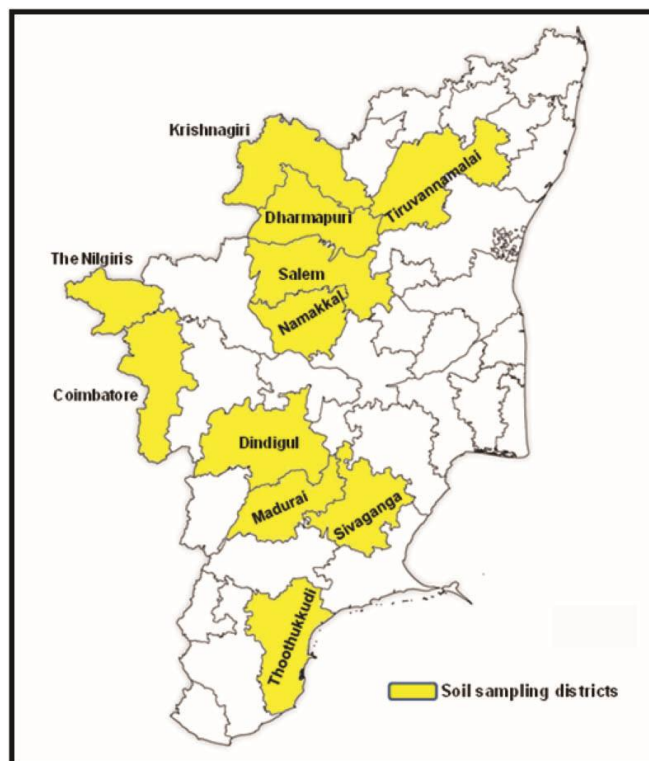 Krishnagiri
Tiruvannamalai
Dharmapuri
The Nilgiris
Salem
Namakkal
Coimbatore
Dindigul
Madurai
Sivaganga
Thoothukkudi
Soil sampling districts